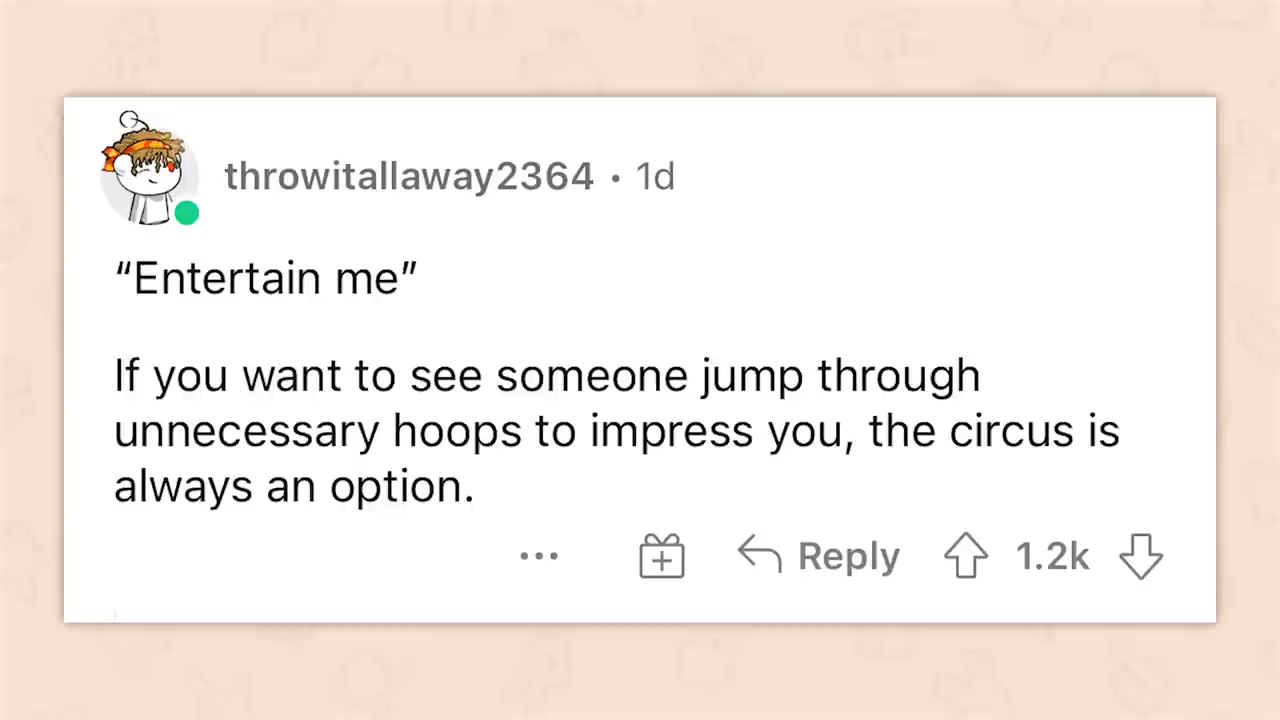 throwitallaway2364 • 1d
“Entertain me”
If you want to see someone jump through
unnecessary hoops to impress you, the circus is
always an option.
... Reply 1.2k